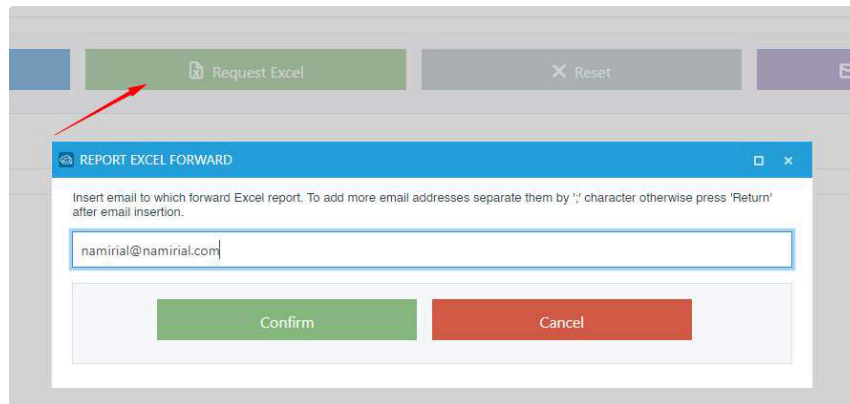 Request Excel
Reset
REPORT EXCEL FORWARD
Insert email to which forward Excel report. To add more email addresses separate them by ';' character otherwise press 'Return'
after email insertion.
namirial@namirial.com
Confirm
Cancel